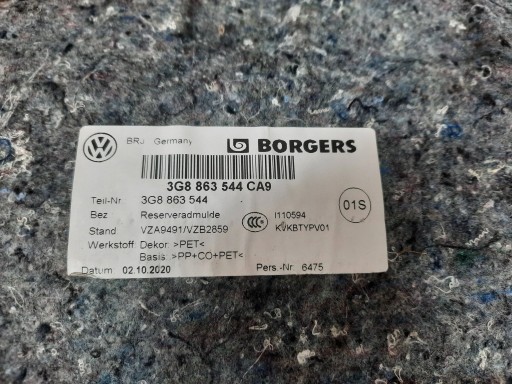 BRJ Germany BORGERS
3G8 863 544 CA9
Teil-Nr. 3G8 863 544
Bez Reserveradmulde I110594
Stand VZA9491/VZB2859 KVKBTYPV01
01S
Werkstoff Dekor: >PET<
Basis: >PP+CO+PET<
Datum 02.10.2020 Pers.-Nr. 6475